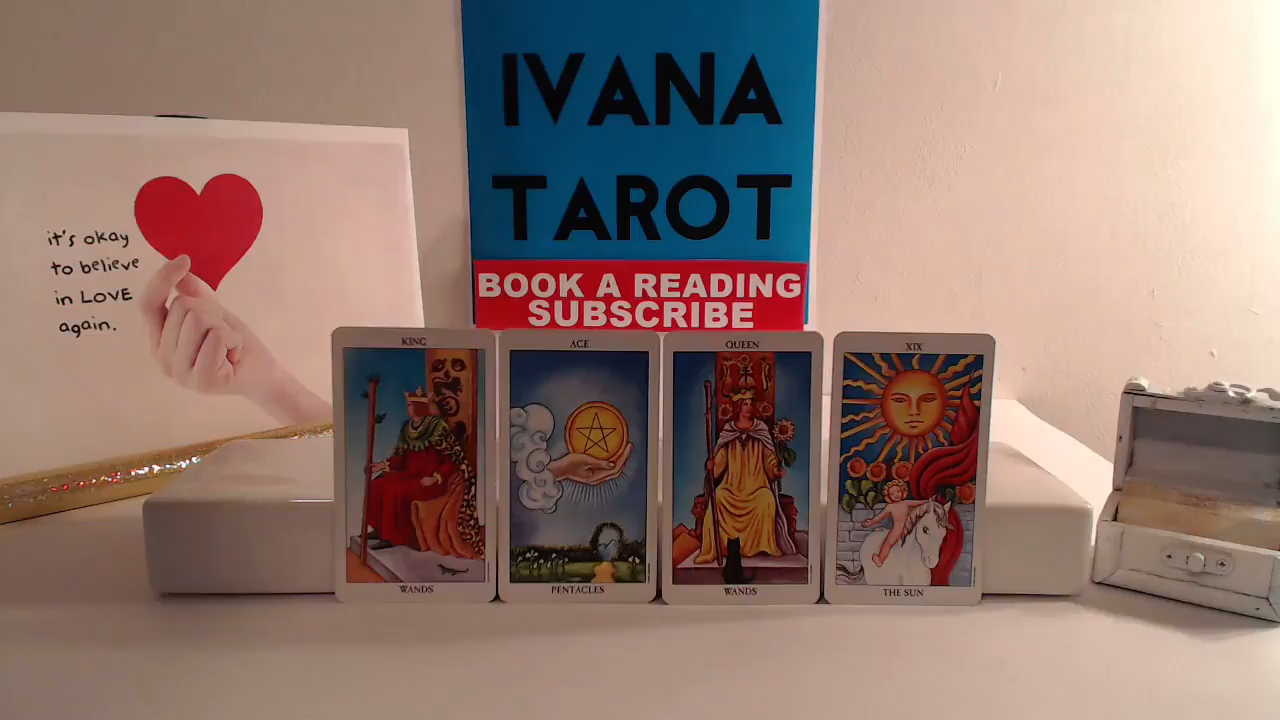 it's okay
to believe
in LOVE
again.
IVANA
TAROT
BOOK A READING
SUBSCRIBE
KING
WANDS
ACE
PENTACLES
QUEEN
WANDS
XIX
THE SUN